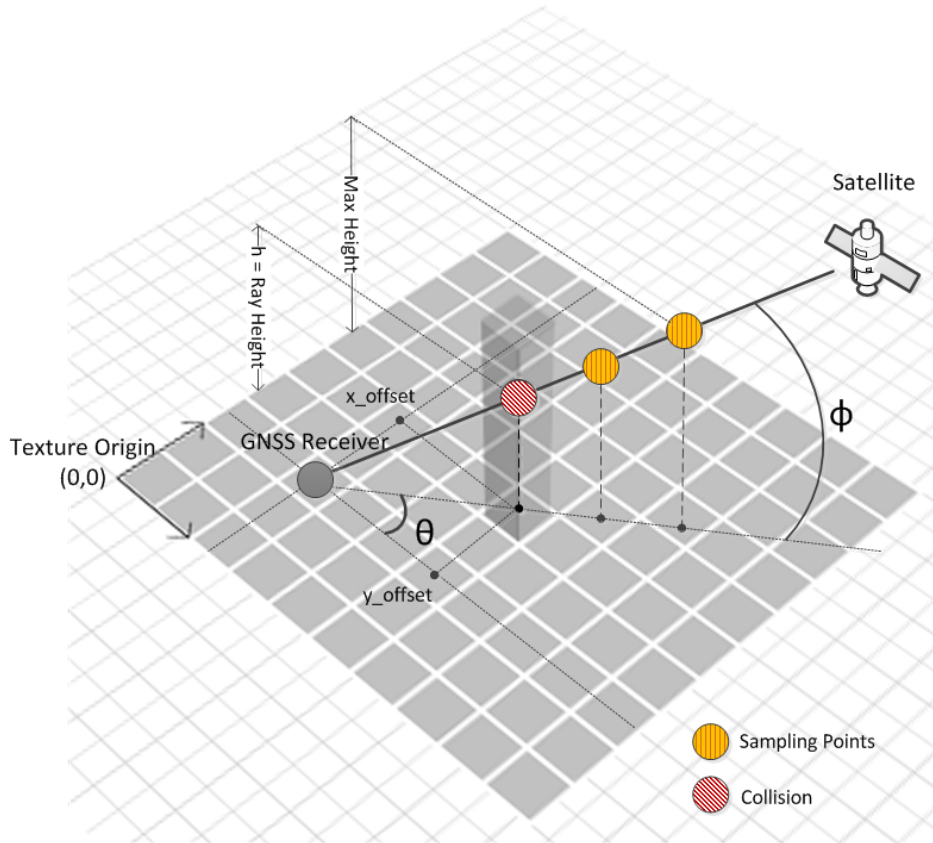 Satellite
Max Height
h = Ray Height
x_offset
GNSS Receiver
Texture Origin
(0,0)
θ
ϕ
y_offset
Sampling Points
Collision